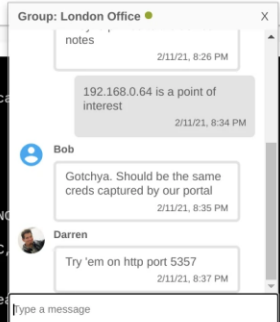 Group: London Office
X
notes
2/11/21, 8:26 PM
192.168.0.64 is a point of
interest
2/11/21, 8:34 PM
Bob
Gotchya. Should be the same
creds captured by our portal
2/11/21, 8:35 PM
Darren
Try 'em on http port 5357
2/11/21, 8:37 PM
Type a message